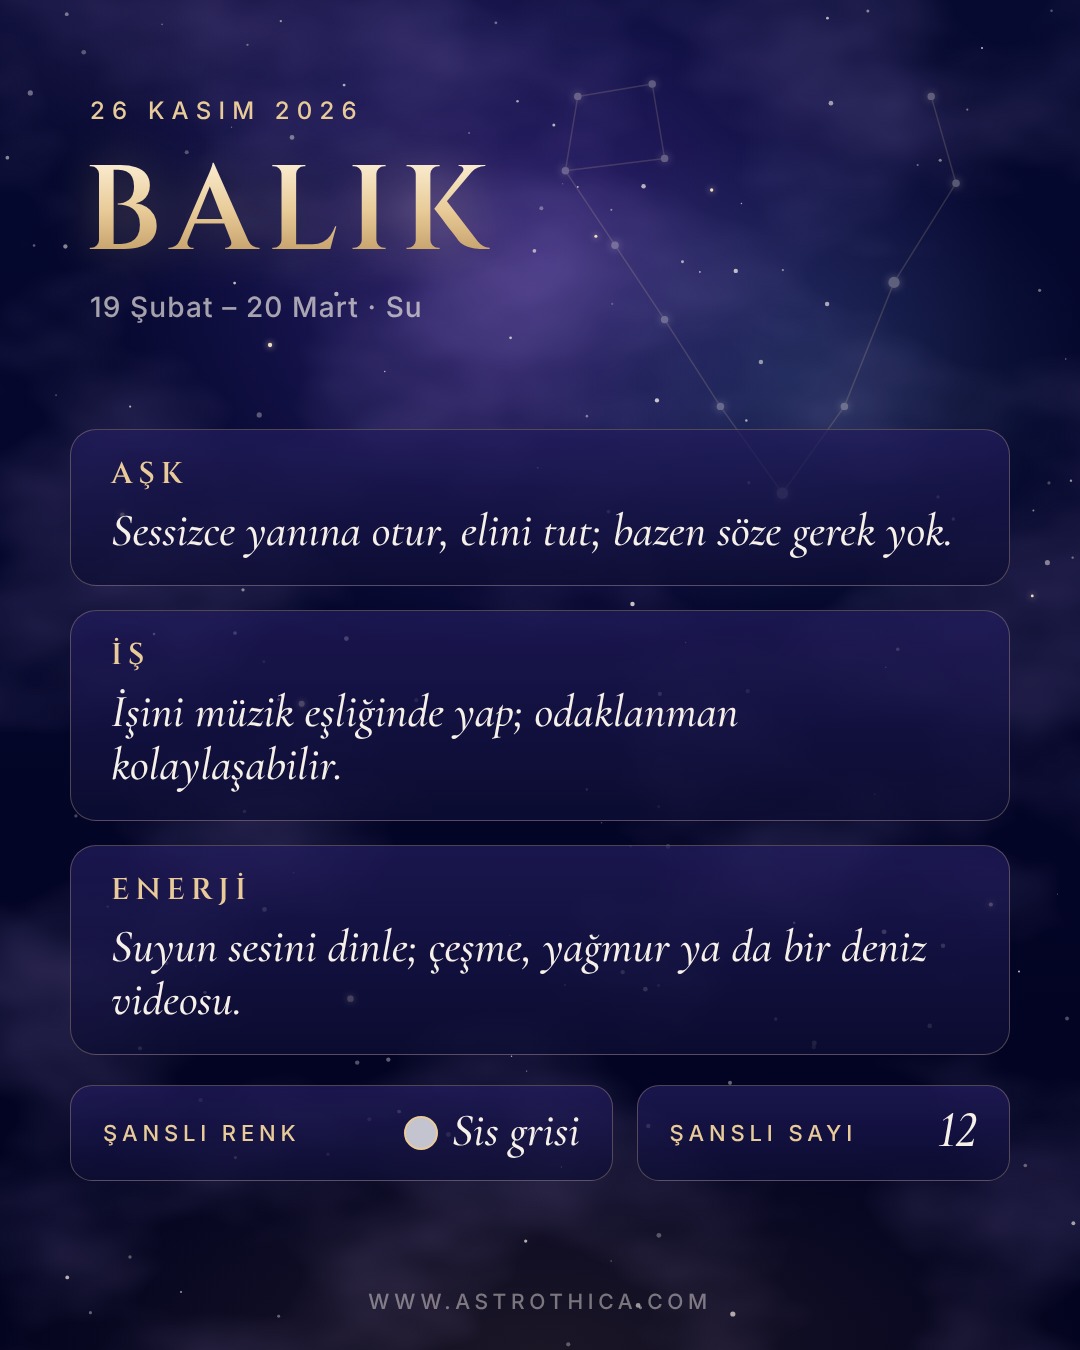 26 KASIM 2026
BALIK
19 Şubat – 20 Mart · Su
AŞK
Sessizce yanına otur, elini tut; bazen söze gerek yok.
İŞ
İşini müzik eşliğinde yap; odaklanman
kolaylaşabilir.
ENERJİ
Suyun sesini dinle; çeşme, yağmur ya da bir deniz
videosu.
ŞANSLI RENK Sis grisi
ŞANSLI SAYI 12
WWW.ASTROTHICA.COM